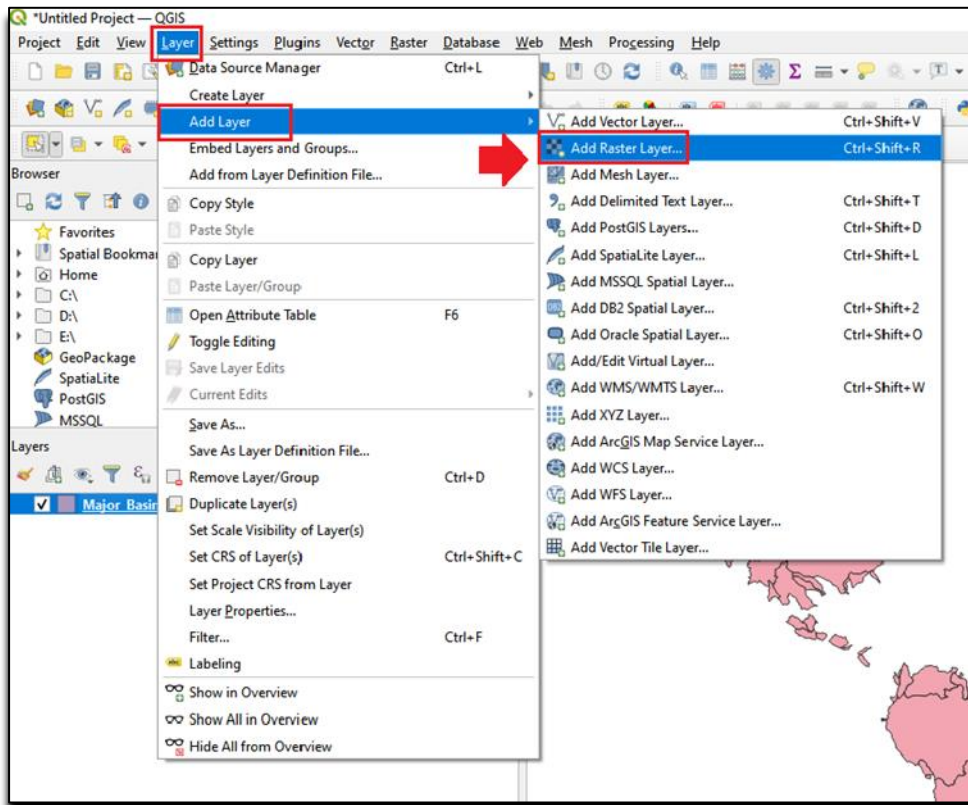 *Untitled Project — QGIS
Project Edit View Layer Settings Plugins Vector Raster Database Web Mesh Processing Help
Data Source Manager Ctrl+L
Create Layer
Add Layer
Embed Layers and Groups...
Add from Layer Definition File...
Copy Style
Paste Style
Copy Layer
Paste Layer/Group
Open Attribute Table F6
Toggle Editing
Save Layer Edits
Current Edits
Save As...
Save As Layer Definition File...
Remove Layer/Group Ctrl+D
Duplicate Layer(s)
Set Scale Visibility of Layer(s)
Set CRS of Layer(s) Ctrl+Shift+C
Set Project CRS from Layer
Layer Properties...
Filter... Ctrl+F
Labeling
Show in Overview
Show All in Overview
Hide All from Overview
Add Vector Layer... Ctrl+Shift+V
Add Raster Layer... Ctrl+Shift+R
Add Mesh Layer...
Add Delimited Text Layer... Ctrl+Shift+T
Add PostGIS Layers... Ctrl+Shift+D
Add SpatiaLite Layer... Ctrl+Shift+L
Add MSSQL Spatial Layer...
Add DB2 Spatial Layer... Ctrl+Shift+2
Add Oracle Spatial Layer... Ctrl+Shift+O
Add/Edit Virtual Layer...
Add WMS/WMTS Layer... Ctrl+Shift+W
Add XYZ Layer...
Add ArcGIS Map Service Layer...
Add WCS Layer...
Add WFS Layer...
Add ArcGIS Feature Service Layer...
Add Vector Tile Layer...
Browser
Favorites
Spatial Bookma
Home
C:\
D:\
E:\
GeoPackage
SpatiaLite
PostGIS
MSSQL
Layers
Major_Basin